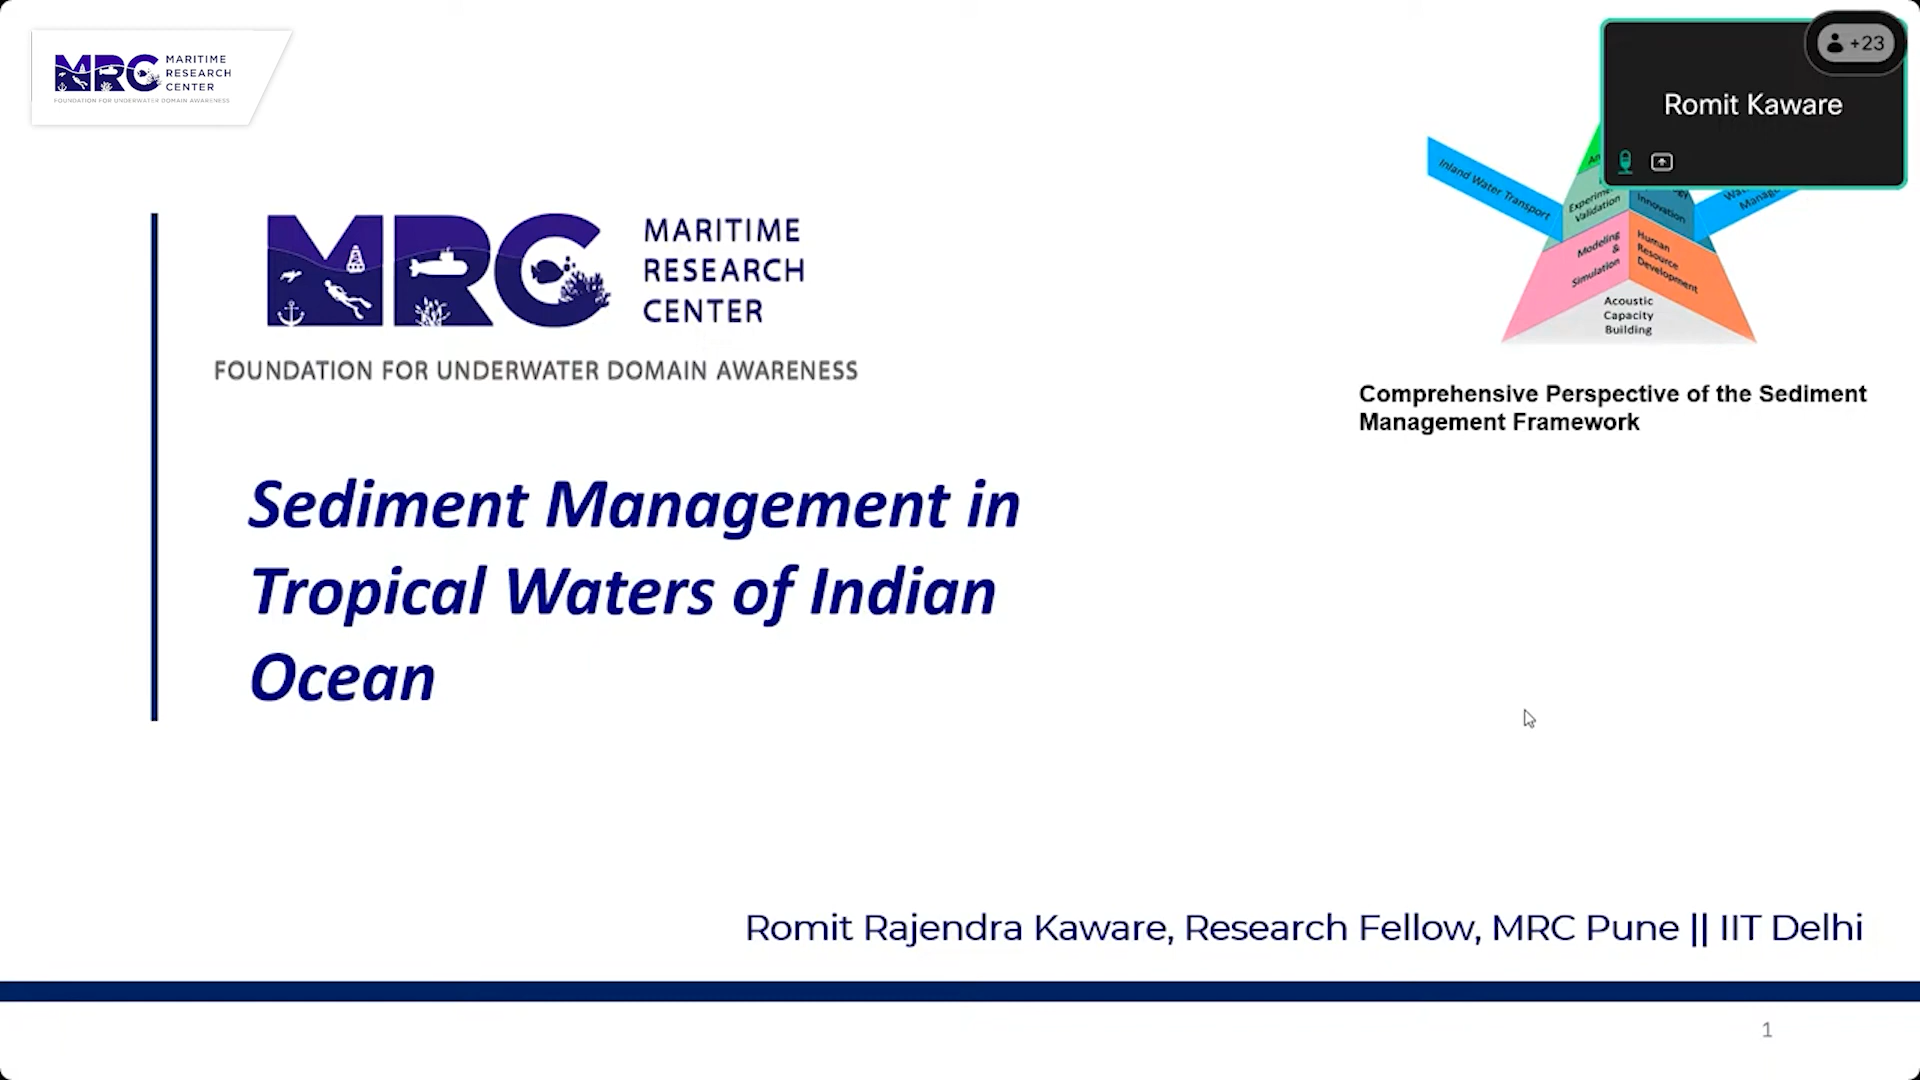 MRC MARITIME
RESEARCH
CENTER
FOUNDATION FOR UNDERWATER DOMAIN AWARENESS
+23
Romit Kaware
MRC MARITIME
RESEARCH
CENTER
FOUNDATION FOR UNDERWATER DOMAIN AWARENESS
Inland Water Transport
Validation
Innovation
Modeling
&
Simulation
Human
Resource
Development
Acoustic
Capacity
Building
Comprehensive Perspective of the Sediment
Management Framework
Sediment Management in
Tropical Waters of Indian
Ocean
Romit Rajendra Kaware, Research Fellow, MRC Pune || IIT Delhi
1